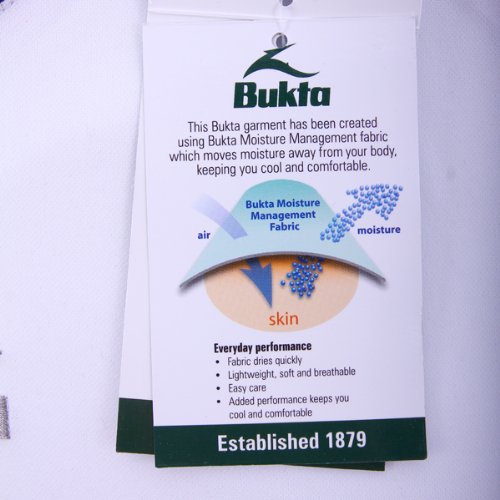 Bukta
This Bukta garment has been created
using Bukta Moisture Management fabric
which moves moisture away from your body,
keeping you cool and comfortable.
Bukta Moisture
Management
Fabric
air
moisture
skin
Everyday performance
• Fabric dries quickly
• Lightweight, soft and breathable
• Easy care
• Added performance keeps you
cool and comfortable
Established 1879